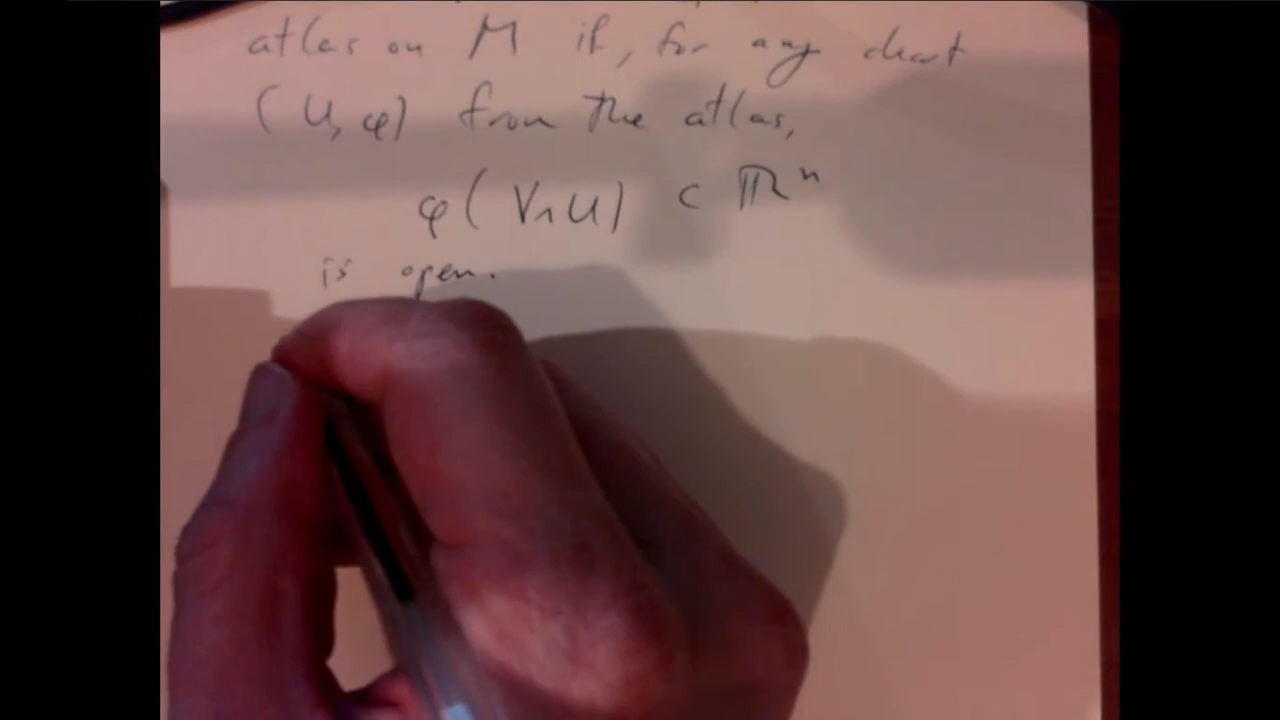 atlas on M if, for any chart
(U, φ) from the atlas,
φ(V∩U) ⊂ ℝⁿ
is open.